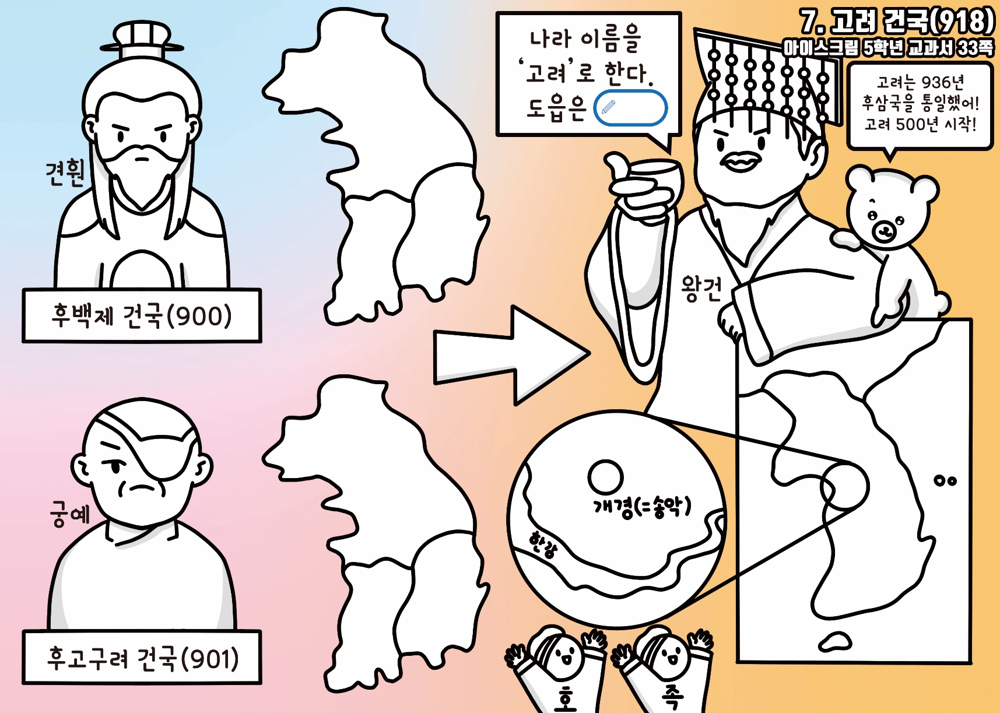 7. 고려 건국(918)
아이스크림 5학년 교과서 33쪽
나라 이름을
‘고려’로 한다.
도읍은
고려는 936년
후삼국을 통일했어!
고려 500년 시작!
견훤
후백제 건국(900)
왕건
궁예
후고구려 건국(901)
개경(=송악)
한강
호
족